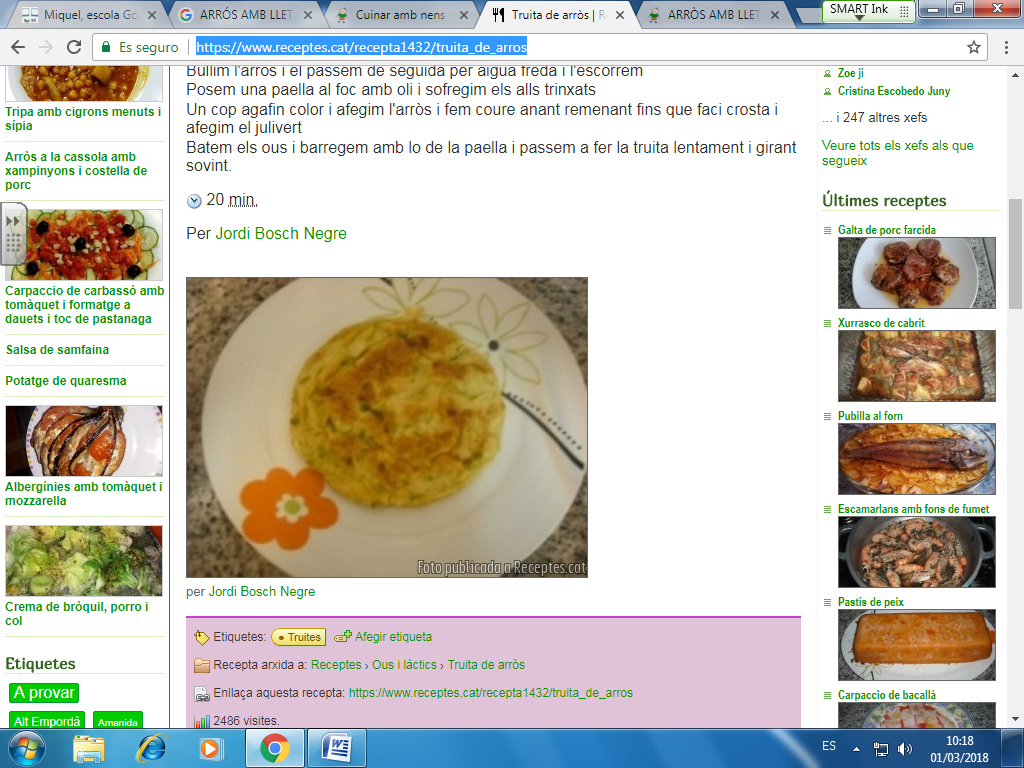 Miquel, escola Go
ARRÓS AMB LLET
Cuinar amb nens
Truita de arròs | R
ARRÒS AMB LLET
SMART Ink
Es seguro
https://www.receptes.cat/recepta1432/truita_de_arros
Tripa amb cigrons menuts i
sípia
Arròs a la cassola amb
xampinyons i costella de
porc
Carpaccio de carbassó amb
tomàquet i formatge a
dauets i toc de pastanaga
Salsa de samfaina
Potatge de quaresma
Albergínies amb tomàquet i
mozzarella
Crema de bròquil, porro i
col
Etiquetes
A provar
Alt Empordà
Amanida
Bullim l'arròs i el passem de seguida per aigua freda i l'escorrem
Posem una paella al foc amb oli i sofregim els alls trinxats
Un cop agafin color i afegim l'arròs i fem coure anant remenant fins que faci crosta i
afegim el julivert
Batem els ous i barregem amb lo de la paella i passem a fer la truita lentament i girant
sovint.
20 min.
Per Jordi Bosch Negre
Foto publicada a Receptes.cat
per Jordi Bosch Negre
Etiquetes: Truites Afegir etiqueta
Recepta arxida a: Receptes › Ous i làctics › Truita de arròs
Enllaça aquesta recepta: https://www.receptes.cat/recepta1432/truita_de_arros
2486 visites.
Zoe ji
Cristina Escobedo Juny
... i 247 altres xefs
Veure tots els xefs als que
segueix
Últimes receptes
Galta de porc farcida
Xurrasco de cabrit
Pubilla al forn
Escamarlans amb fons de fumet
Pastís de peix
Carpaccio de bacallà
ES
10:18
01/03/2018